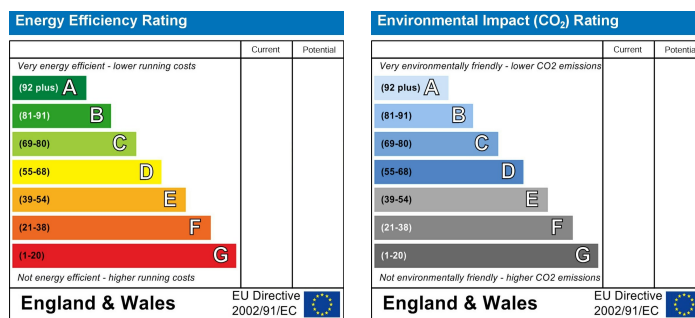 Energy Efficiency Rating
Current Potential
Very energy efficient - lower running costs
(92 plus) A
(81-91) B
(69-80) C
(55-68) D
(39-54) E
(21-38) F
(1-20) G
Not energy efficient - higher running costs
England & Wales
EU Directive
2002/91/EC
Environmental Impact (CO₂) Rating
Current Potential
Very environmentally friendly - lower CO2 emissions
(92 plus) A
(81-91) B
(69-80) C
(55-68) D
(39-54) E
(21-38) F
(1-20) G
Not environmentally friendly - higher CO2 emissions
England & Wales
EU Directive
2002/91/EC